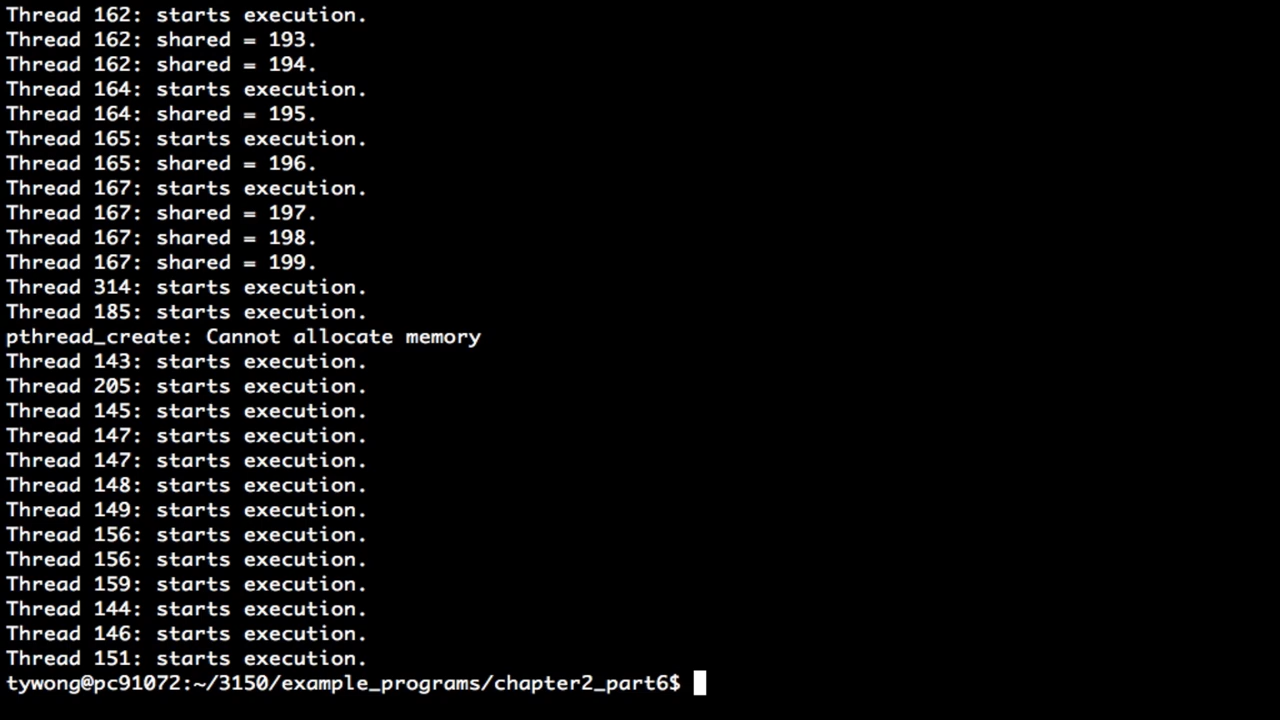 Thread 162: starts execution.
Thread 162: shared = 193.
Thread 162: shared = 194.
Thread 164: starts execution.
Thread 164: shared = 195.
Thread 165: starts execution.
Thread 165: shared = 196.
Thread 167: starts execution.
Thread 167: shared = 197.
Thread 167: shared = 198.
Thread 167: shared = 199.
Thread 314: starts execution.
Thread 185: starts execution.
pthread_create: Cannot allocate memory
Thread 143: starts execution.
Thread 205: starts execution.
Thread 145: starts execution.
Thread 147: starts execution.
Thread 147: starts execution.
Thread 148: starts execution.
Thread 149: starts execution.
Thread 156: starts execution.
Thread 156: starts execution.
Thread 159: starts execution.
Thread 144: starts execution.
Thread 146: starts execution.
Thread 151: starts execution.
tywong@pc91072:~/3150/example_programs/chapter2_part6$